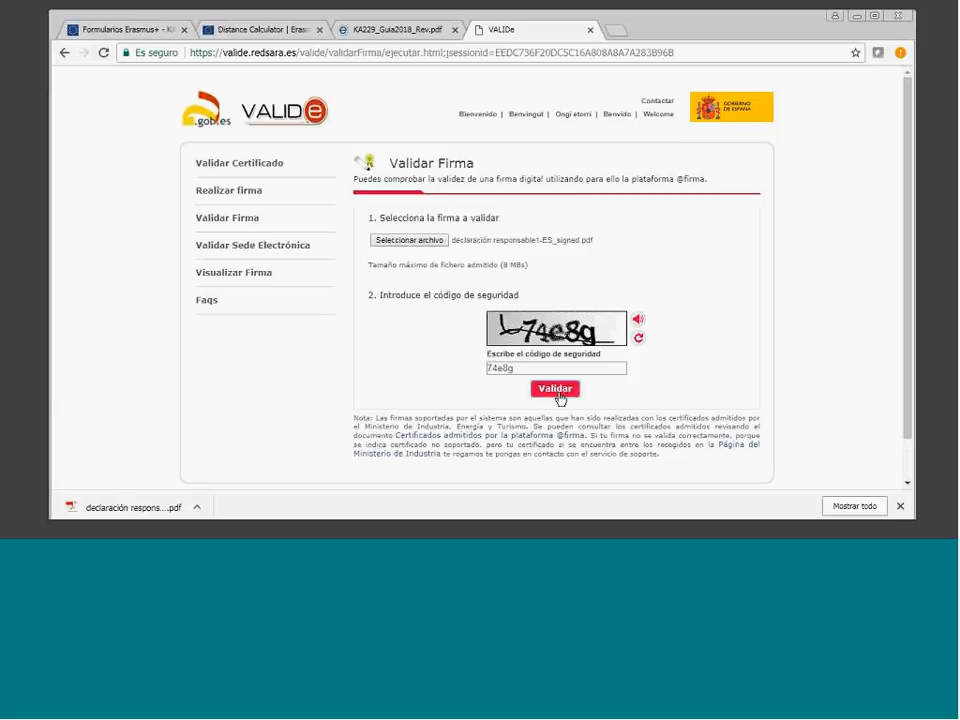 Formularios Erasmus+ - KA
Distance Calculator | Erasm
KA229_Guia2018_Rev.pdf
VALIDe
Es seguro
https://valide.redsara.es/valide/validarFirma/ejecutar.html;jsessionid=EEDC736F20DC5C16A808A8A7A283B96B
.gob.es
VALIDe
Contactar
Bienvenido | Benvingut | Ongi etorri | Benvido | Welcome
GOBIERNO
DE ESPAÑA
Validar Certificado
Realizar firma
Validar Firma
Validar Sede Electrónica
Visualizar Firma
Faqs
Validar Firma
Puedes comprobar la validez de una firma digital utilizando para ello la plataforma @firma.
1. Selecciona la firma a validar
Seleccionar archivo declaración responsable1-ES_signed.pdf
Tamaño máximo de fichero admitido (8 MBs)
2. Introduce el código de seguridad
74e8g
Escribe el código de seguridad
74e8g
Validar
Nota: Las firmas soportadas por el sistema son aquellas que han sido realizadas con los certificados admitidos por
el Ministerio de Industria, Energía y Turismo. Se pueden consultar los certificados admitidos revisando el
documento Certificados admitidos por la plataforma @firma. Si tu firma no se valida correctamente, porque
se indica certificado no soportado, pero tu certificado si se encuentra entre los recogidos en la Página del
Ministerio de Industria te rogamos te pongas en contacto con el servicio de soporte.
declaración respons....pdf
Mostrar todo